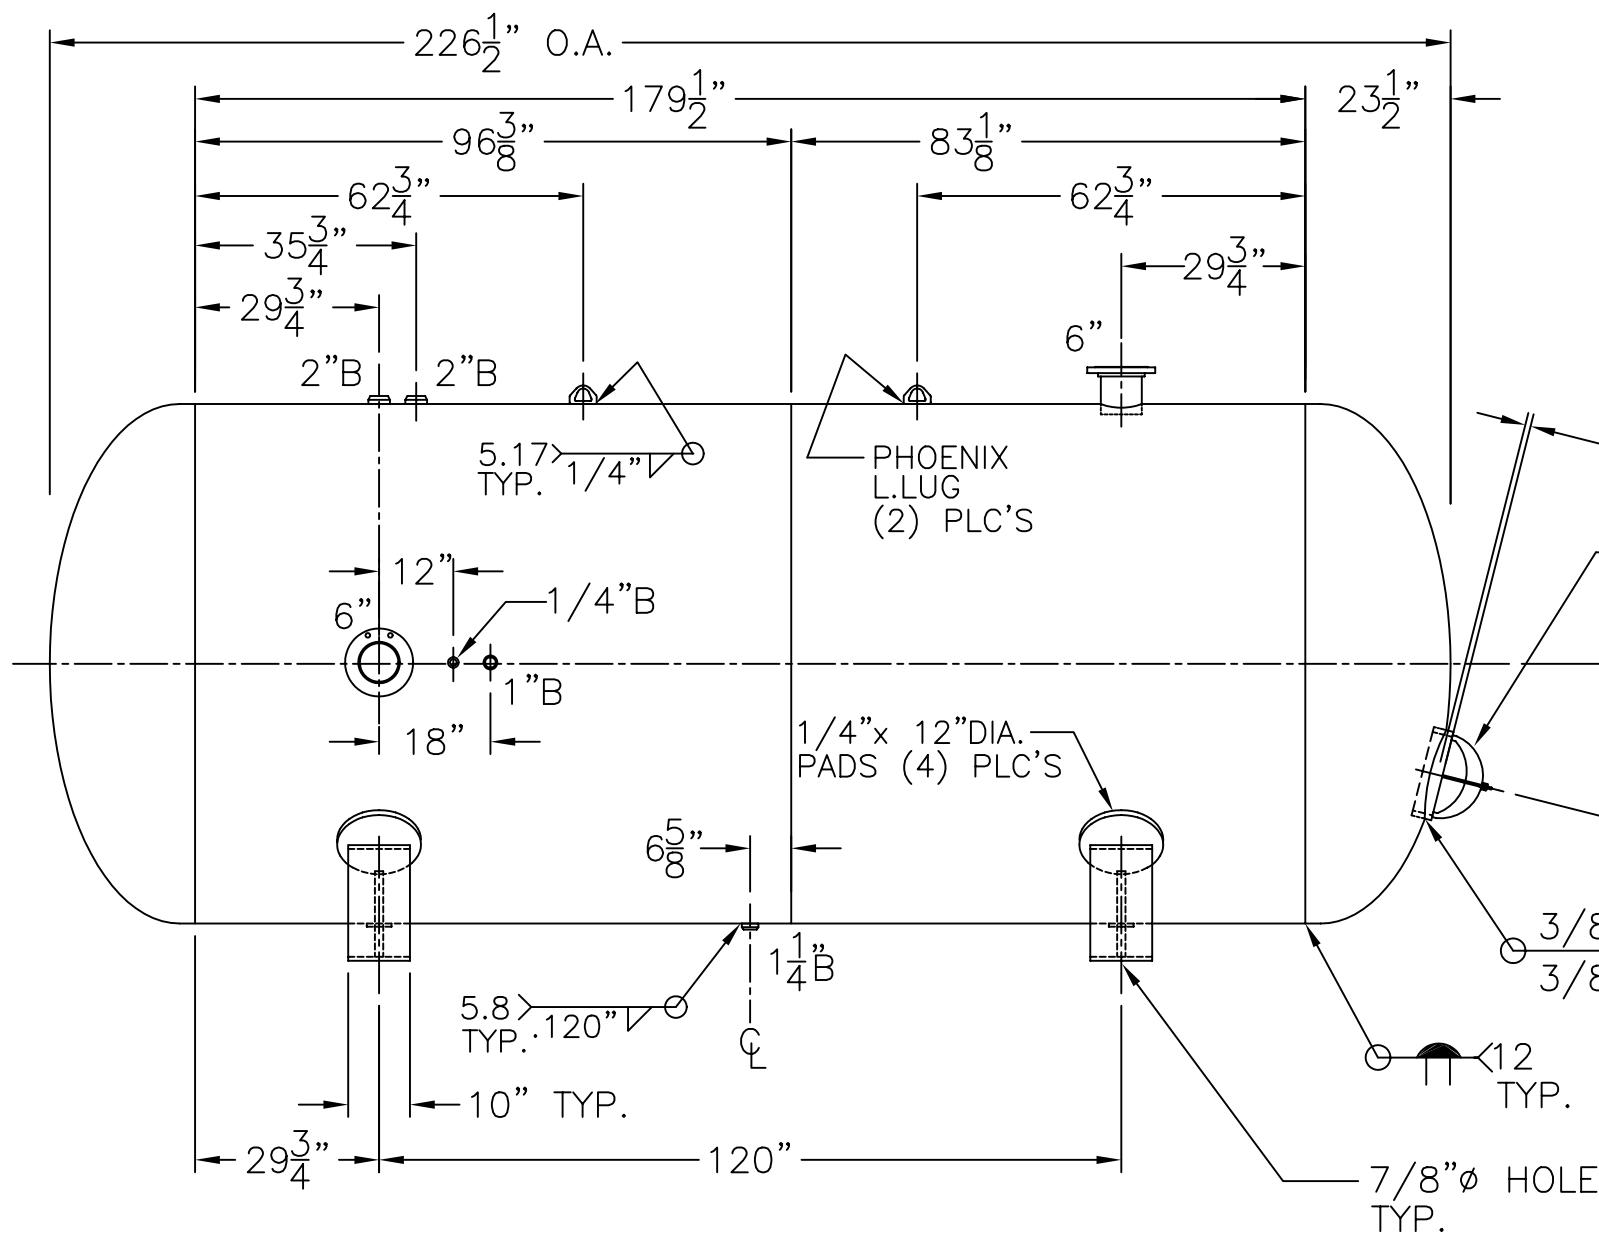 226 1/2" O.A.
179 1/2"
23 1/2"
96 3/8"
83 1/8"
62 3/4"
62 3/4"
35 3/4"
29 3/4"
29 3/4"
6"
2"B
2"B
5.17
TYP.
1/4"
PHOENIX
L.LUG
(2) PLC'S
12"
1/4"B
6"
1"B
18"
1/4"x 12"DIA.
PADS (4) PLC'S
6 5/8"
1 1/4"B
3/8
3/8
5.8
TYP.
.120"
CL
12
TYP.
10" TYP.
29 3/4"
120"
7/8"ø HOLE
TYP.